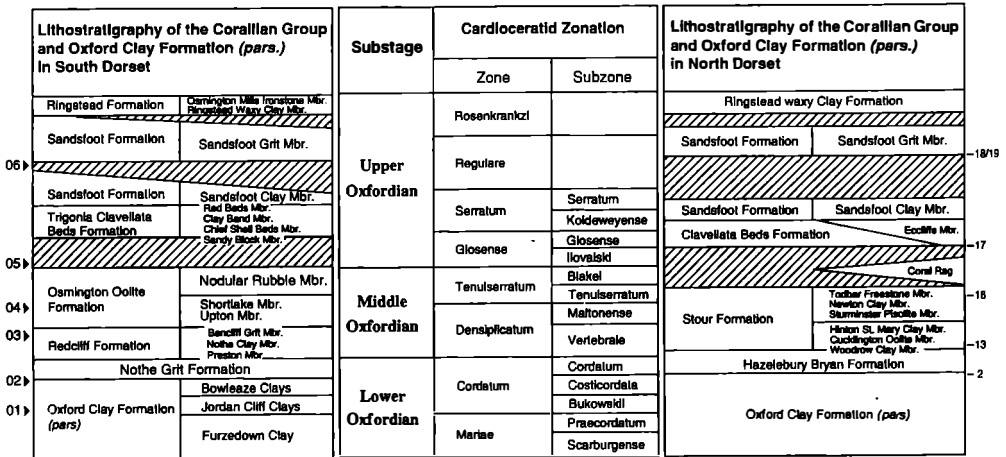 Lithostratigraphy of the Corallian Group
and Oxford Clay Formation (pars.)
in South Dorset
Ringstead Formation
Osmington Mills Ironstone Mbr.
Ringstead Waxy Clay Mbr.
Sandsfoot Formation
Sandsfoot Grit Mbr.
06
Sandsfoot Formation
Sandsfoot Clay Mbr.
Trigonia Clavellata
Beds Formation
Red Beds Mbr.
Clay Band Mbr.
Chief Shell Beds Mbr.
Sandy Block Mbr.
05
Osmington Oolite
Formation
Nodular Rubble Mbr.
04
Shortlake Mbr.
Upton Mbr.
03
Redcliff Formation
Bencliff Grit Mbr.
Nothe Clay Mbr.
Preston Mbr.
Nothe Grit Formation
02
01
Oxford Clay Formation
(pars)
Bowleaze Clays
Jordan Cliff Clays
Furzedown Clay
Substage
Cardioceratid Zonation
Zone
Subzone
Upper
Oxfordian
Rosenkrantzi
Regulare
Serratum
Serratum
Koldeweyense
Glosense
Glosense
Ilovaiski
Middle
Oxfordian
Tenuiserratum
Blakei
Tenuiserratum
Densiplicatum
Maltonense
Vertebrale
Lower
Oxfordian
Cordatum
Cordatum
Costicordata
Bukowskii
Mariae
Praecordatum
Scarburgense
Lithostratigraphy of the Corallian Group
and Oxford Clay Formation (pars.)
in North Dorset
Ringstead waxy Clay Formation
Sandsfoot Formation
Sandsfoot Grit Mbr.
18/19
Sandsfoot Formation
Sandsfoot Clay Mbr.
Clavellata Beds Formation
Eccliffe Mbr.
17
Coral Rag
Stour Formation
Todber Freestone Mbr.
Newton Clay Mbr.
Sturminster Pisolite Mbr.
Hinton St. Mary Clay Mbr.
Cucklington Oolite Mbr.
Woodrow Clay Mbr.
13
Hazelebury Bryan Formation
2
Oxford Clay Formation (pars)